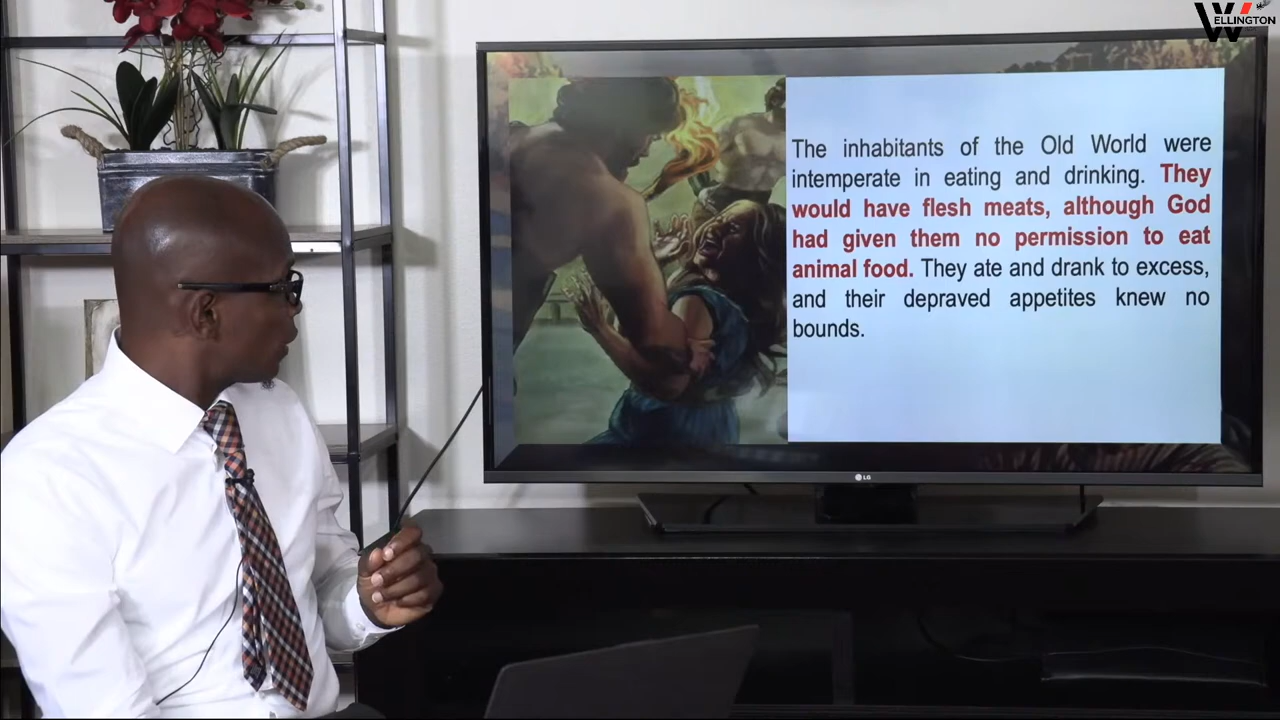 WELLINGTON
The inhabitants of the Old World were
intemperate in eating and drinking. They
would have flesh meats, although God
had given them no permission to eat
animal food. They ate and drank to excess,
and their depraved appetites knew no
bounds.
LG